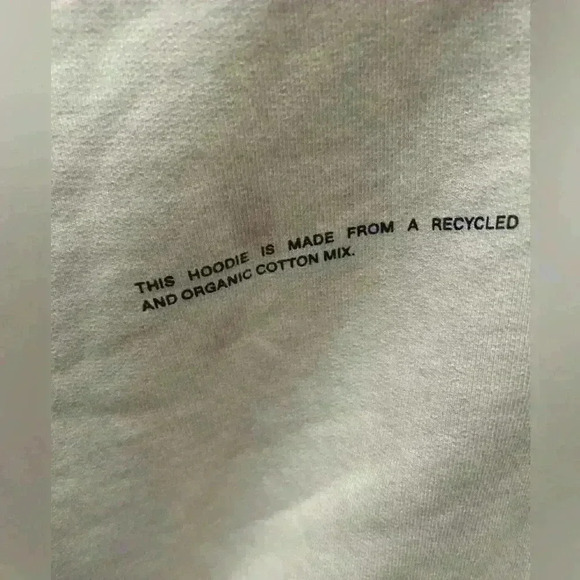 THIS HOODIE IS MADE FROM A RECYCLED
AND ORGANIC COTTON MIX.